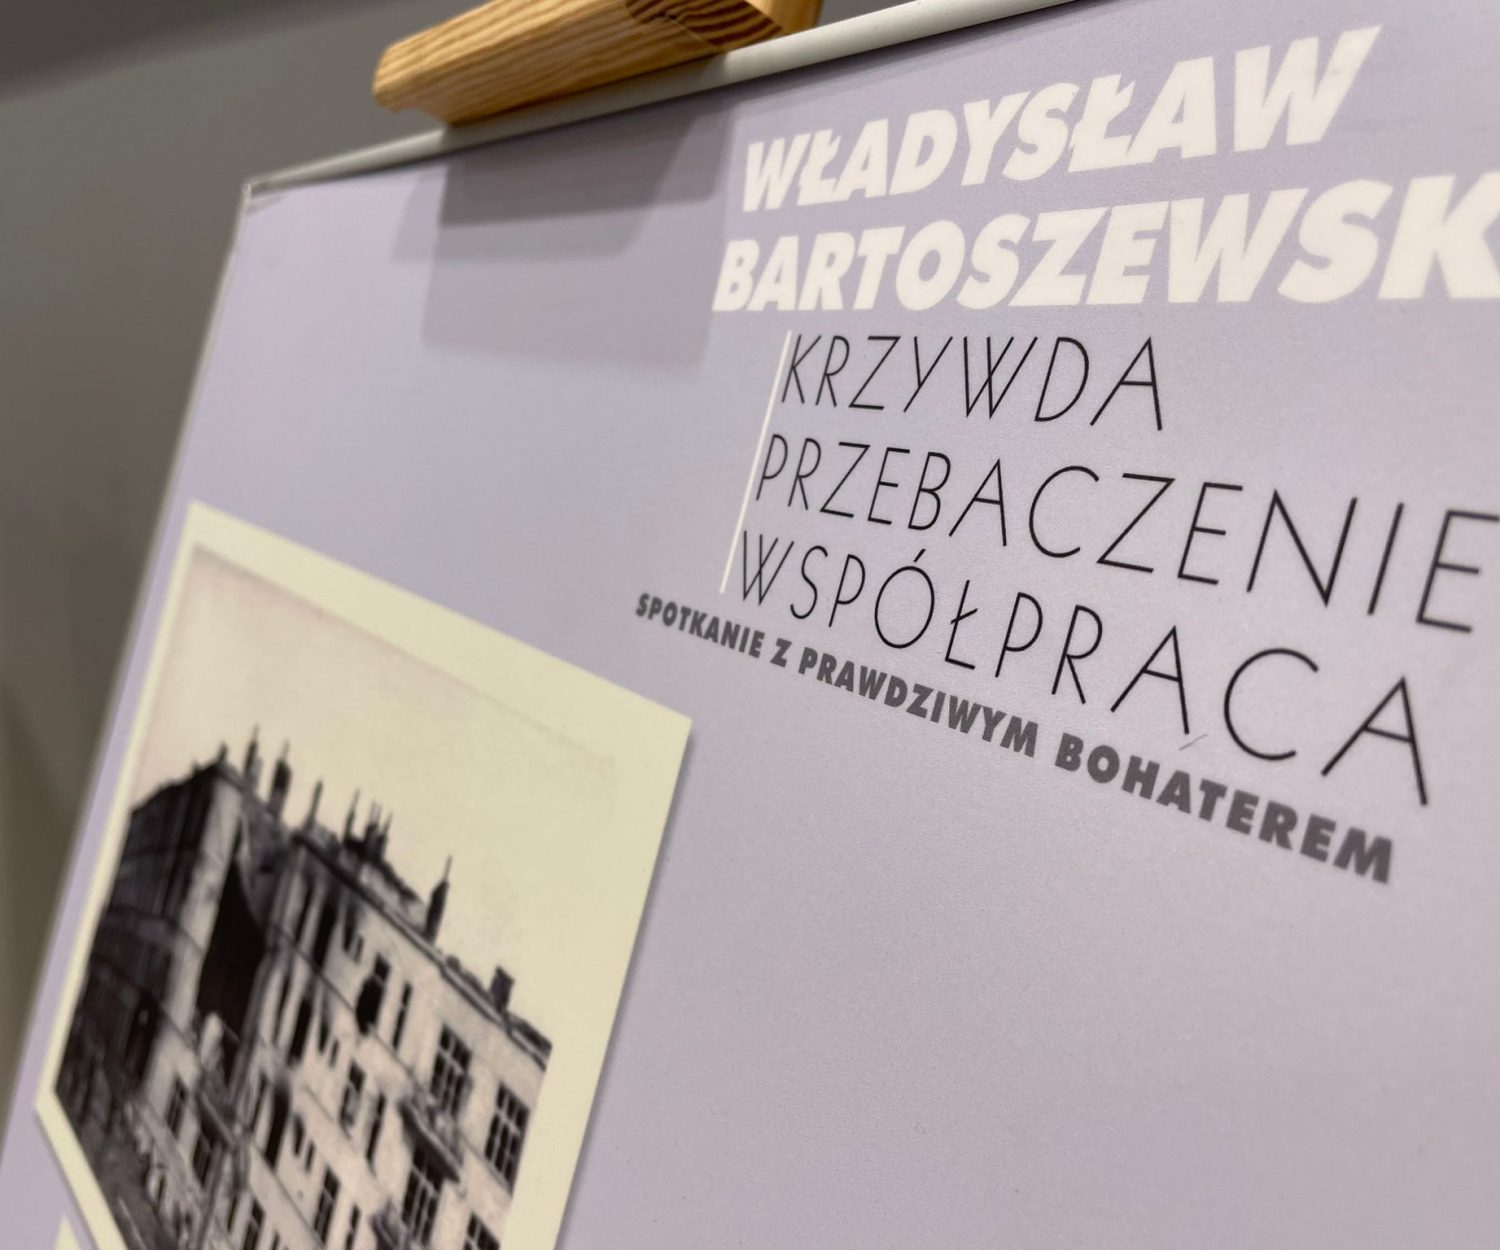 WŁADYSŁAW
BARTOSZEWSK
KRZYWDA
PRZEBACZENIE
WSPÓŁPRACA
SPOTKANIE Z PRAWDZIWYM BOHATEREM